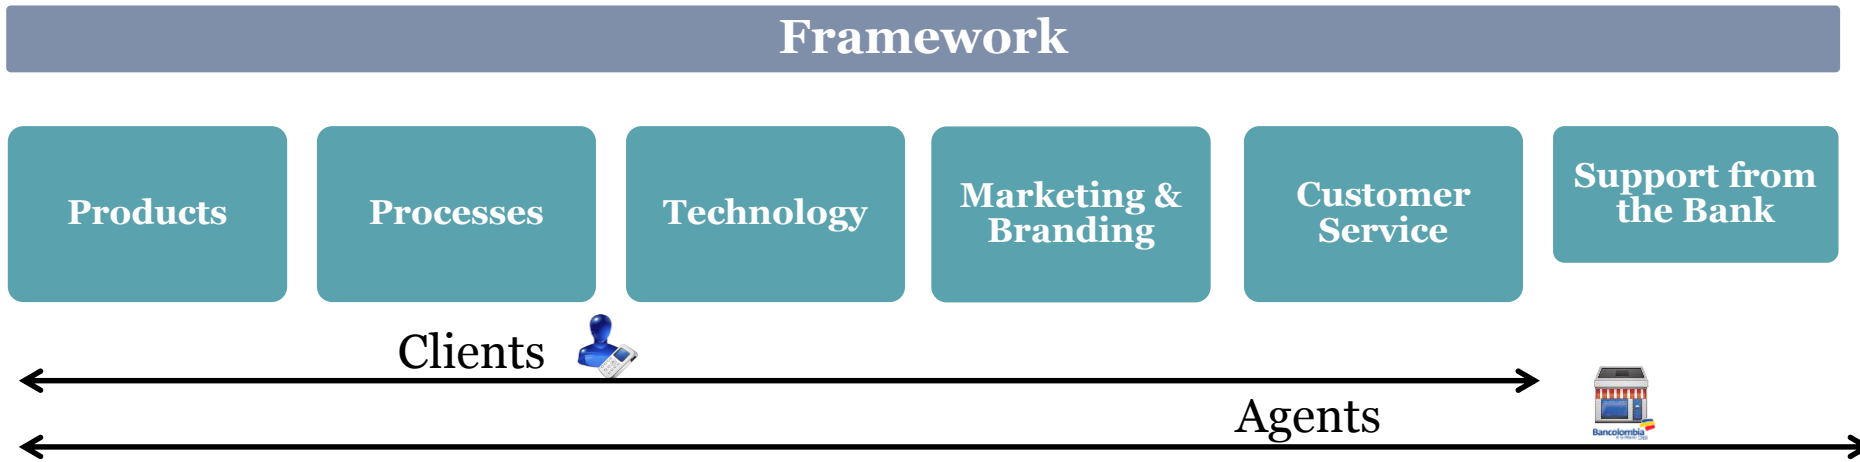 Framework
Products
Processes
Technology
Marketing &
Branding
Customer
Service
Support from
the Bank
Clients
Agents
Bancolombia